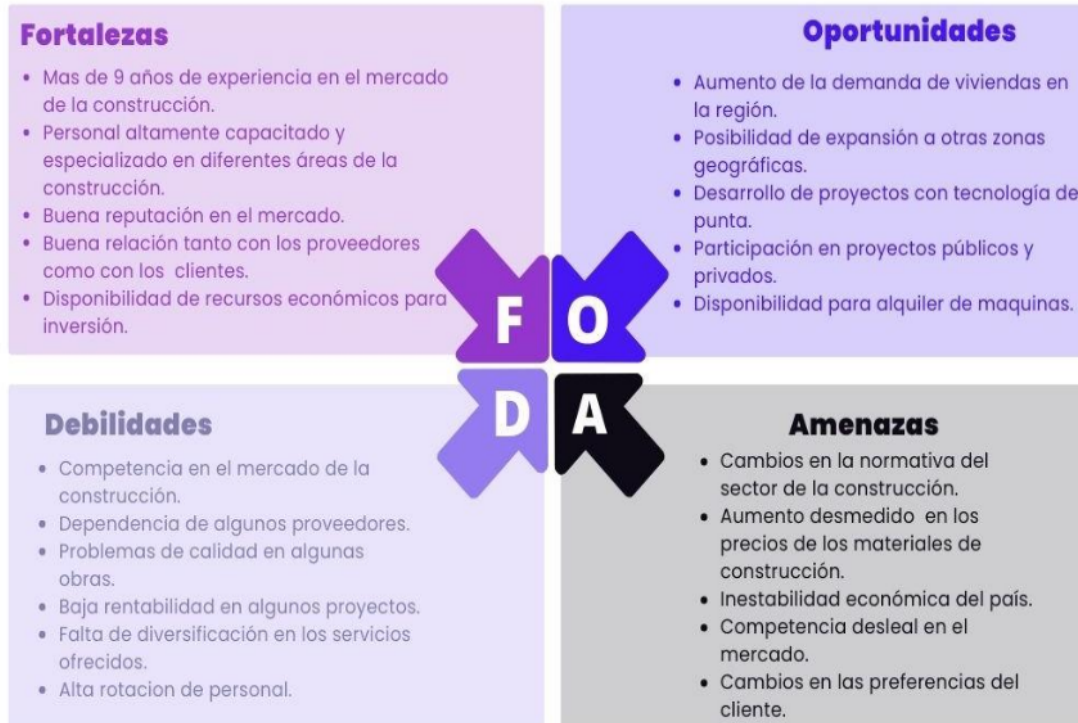 Fortalezas
• Mas de 9 años de experiencia en el mercado
de la construcción.
• Personal altamente capacitado y
especializado en diferentes áreas de la
construcción.
• Buena reputación en el mercado.
• Buena relación tanto con los proveedores
como con los clientes.
• Disponibilidad de recursos económicos para
inversión.
Oportunidades
• Aumento de la demanda de viviendas en
la región.
• Posibilidad de expansión a otras zonas
geográficas.
• Desarrollo de proyectos con tecnología de
punta.
• Participación en proyectos públicos y
privados.
• Disponibilidad para alquiler de maquinas.
F O
D A
Debilidades
• Competencia en el mercado de la
construcción.
• Dependencia de algunos proveedores.
• Problemas de calidad en algunas
obras.
• Baja rentabilidad en algunos proyectos.
• Falta de diversificación en los servicios
ofrecidos.
• Alta rotacion de personal.
Amenazas
• Cambios en la normativa del
sector de la construcción.
• Aumento desmedido en los
precios de los materiales de
construcción.
• Inestabilidad económica del país.
• Competencia desleal en el
mercado.
• Cambios en las preferencias del
cliente.